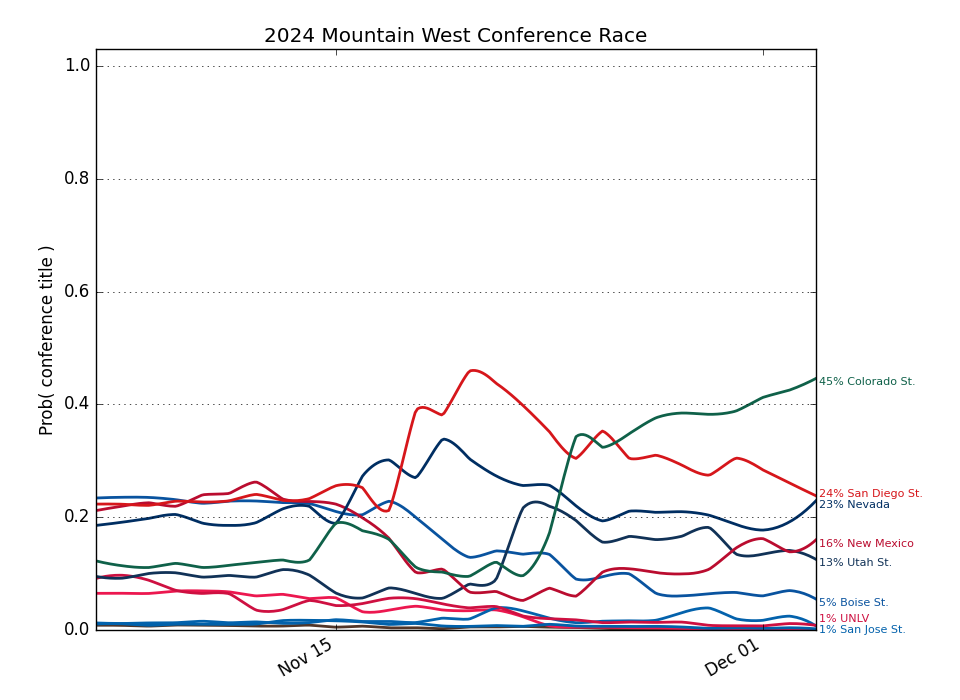 2024 Mountain West Conference Race
Prob( conference title )
1.0
0.8
0.6
0.4
0.2
0.0
Nov 15
Dec 01
45% Colorado St.
24% San Diego St.
23% Nevada
16% New Mexico
13% Utah St.
5% Boise St.
1% UNLV
1% San Jose St.